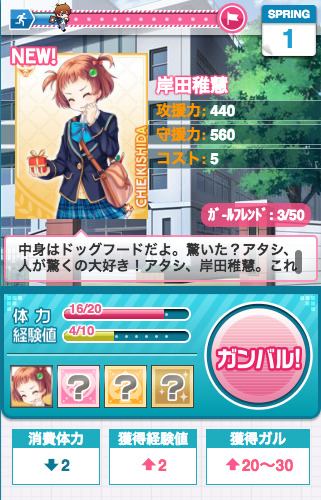 SPRING
1
NEW!
岸田稚慧
攻援力: 440
守援力: 560
コスト: 5
CHIE KISHIDA
ｶﾞｰﾙﾌﾚﾝﾄﾞ: 3/50
中身はドッグフードだよ。驚いた？アタシ、
人が驚くの大好き！アタシ、岸田稚慧。これ
体力 16/20
経験値 4/10
ガンバル!
? ? ?
消費体力 獲得経験値 獲得ガル
2 2 20〜30